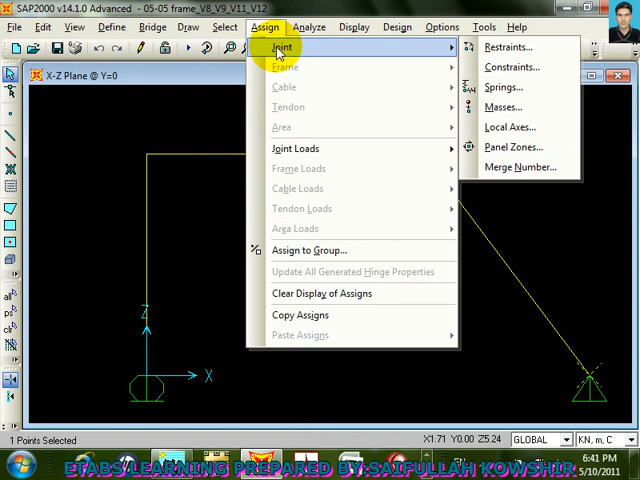 SAP2000 v14.1.0 Advanced - 05-05 frame_V8_V9_V11_V12
File Edit View Define Bridge Draw Select Assign Analyze Display Design Options Tools Help
X-Z Plane @ Y=0
Joint
Frame
Cable
Tendon
Area
Joint Loads
Frame Loads
Cable Loads
Tendon Loads
Area Loads
Assign to Group...
Update All Generated Hinge Properties
Clear Display of Assigns
Copy Assigns
Paste Assigns
Restraints...
Constraints...
Springs...
Masses...
Local Axes...
Panel Zones...
Merge Number...
all
ps
clr
Z
X
1 Points Selected
X1.71 Y0.00 Z5.24
GLOBAL
KN, m, C
EN
6:41 PM
5/10/2011
ETABS LEARNING PREPARED BY:SAIFULLAH KOWSHIR